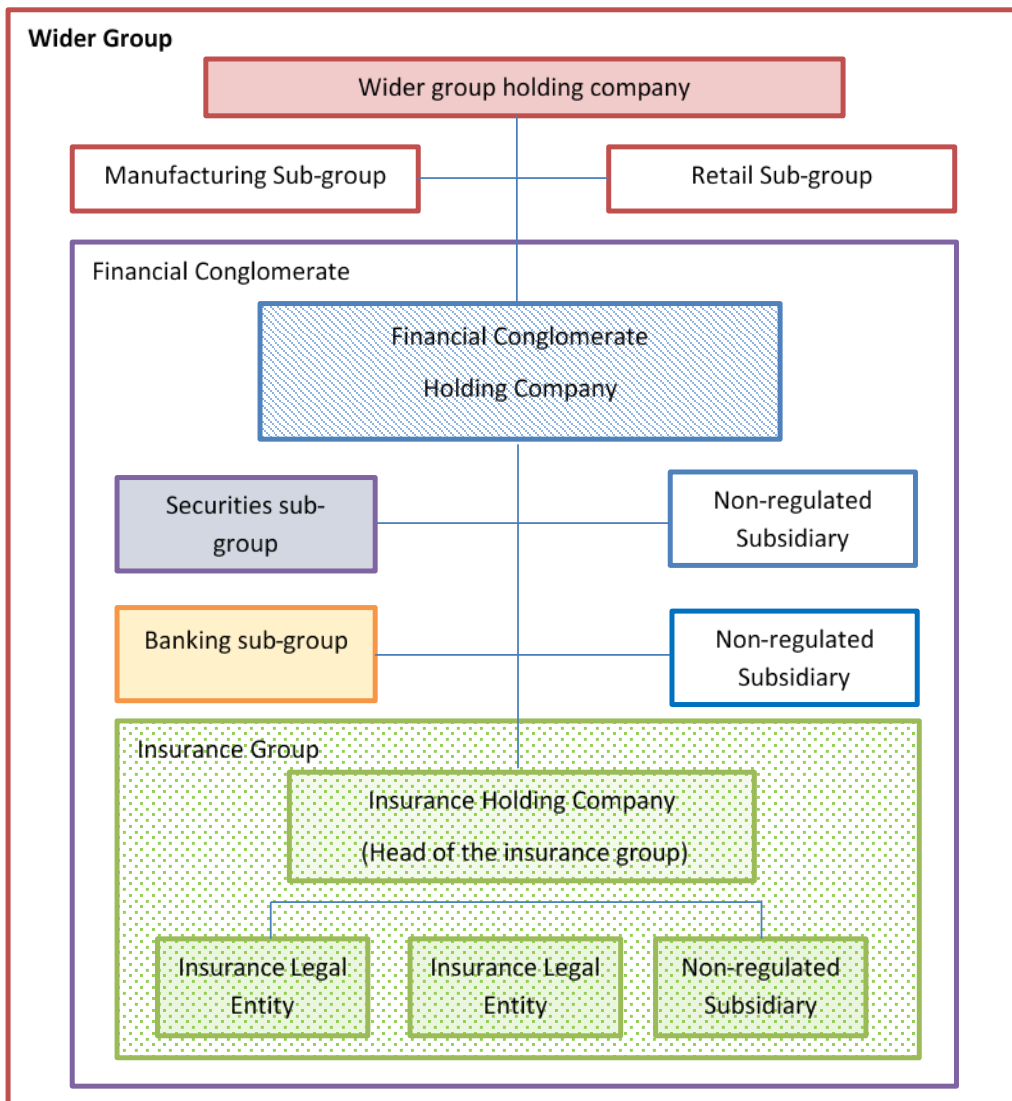 Wider Group
Wider group holding company
Manufacturing Sub-group
Retail Sub-group
Financial Conglomerate
Financial Conglomerate
Holding Company
Securities sub-
group
Non-regulated
Subsidiary
Banking sub-group
Non-regulated
Subsidiary
Insurance Group
Insurance Holding Company
(Head of the insurance group)
Insurance Legal
Entity
Insurance Legal
Entity
Non-regulated
Subsidiary